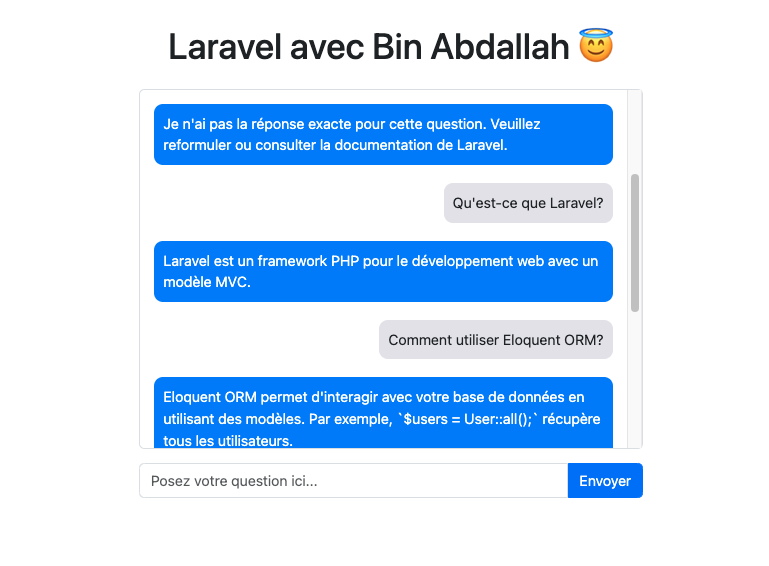 Laravel avec Bin Abdallah 😇
Je n'ai pas la réponse exacte pour cette question. Veuillez
reformuler ou consulter la documentation de Laravel.
Qu'est-ce que Laravel?
Laravel est un framework PHP pour le développement web avec un
modèle MVC.
Comment utiliser Eloquent ORM?
Eloquent ORM permet d'interagir avec votre base de données en
utilisant des modèles. Par exemple, `$users = User::all();` récupère
tous les utilisateurs.
Posez votre question ici...
Envoyer